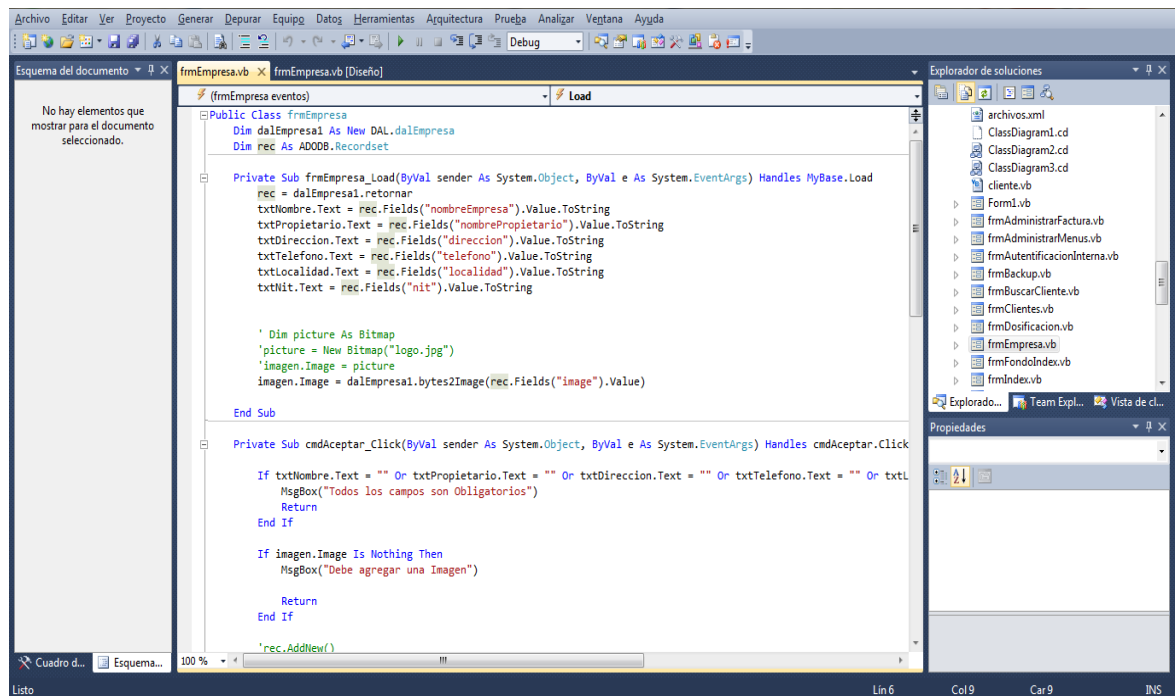 Archivo Editar Ver Proyecto Generar Depurar Equipo Datos Herramientas Arquitectura Prueba Analizar Ventana Ayuda
Debug
Esquema del documento
No hay elementos que
mostrar para el documento
seleccionado.
Cuadro d... Esquema...
frmEmpresa.vb frmEmpresa.vb [Diseño]
(frmEmpresa eventos) Load
Public Class frmEmpresa
Dim dalEmpresa1 As New DAL.dalEmpresa
Dim rec As ADODB.Recordset
Private Sub frmEmpresa_Load(ByVal sender As System.Object, ByVal e As System.EventArgs) Handles MyBase.Load
rec = dalEmpresa1.retornar
txtNombre.Text = rec.Fields("nombreEmpresa").Value.ToString
txtPropietario.Text = rec.Fields("nombrePropietario").Value.ToString
txtDireccion.Text = rec.Fields("direccion").Value.ToString
txtTelefono.Text = rec.Fields("telefono").Value.ToString
txtLocalidad.Text = rec.Fields("localidad").Value.ToString
txtNit.Text = rec.Fields("nit").Value.ToString
' Dim picture As Bitmap
'picture = New Bitmap("logo.jpg")
'imagen.Image = picture
imagen.Image = dalEmpresa1.bytes2Image(rec.Fields("image").Value)
End Sub
Private Sub cmdAceptar_Click(ByVal sender As System.Object, ByVal e As System.EventArgs) Handles cmdAceptar.Click
If txtNombre.Text = "" Or txtPropietario.Text = "" Or txtDireccion.Text = "" Or txtTelefono.Text = "" Or txtL
MsgBox("Todos los campos son Obligatorios")
Return
End If
If imagen.Image Is Nothing Then
MsgBox("Debe agregar una Imagen")
Return
End If
'rec.AddNew()
100 %
Explorador de soluciones
archivos.xml
ClassDiagram1.cd
ClassDiagram2.cd
ClassDiagram3.cd
cliente.vb
Form1.vb
frmAdministrarFactura.vb
frmAdministrarMenus.vb
frmAutentificacionInterna.vb
frmBackup.vb
frmBuscarCliente.vb
frmClientes.vb
frmDosificacion.vb
frmEmpresa.vb
frmFondoIndex.vb
frmIndex.vb
Explorado... Team Expl... Vista de cl...
Propiedades
Listo Lín 6 Col 9 Car 9 INS